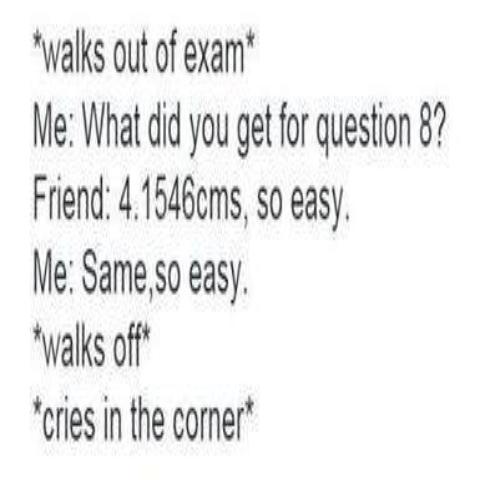 *walks out of exam*
Me: What did you get for question 8?
Friend: 4.1546cms, so easy.
Me: Same,so easy.
*walks off*
*cries in the corner*